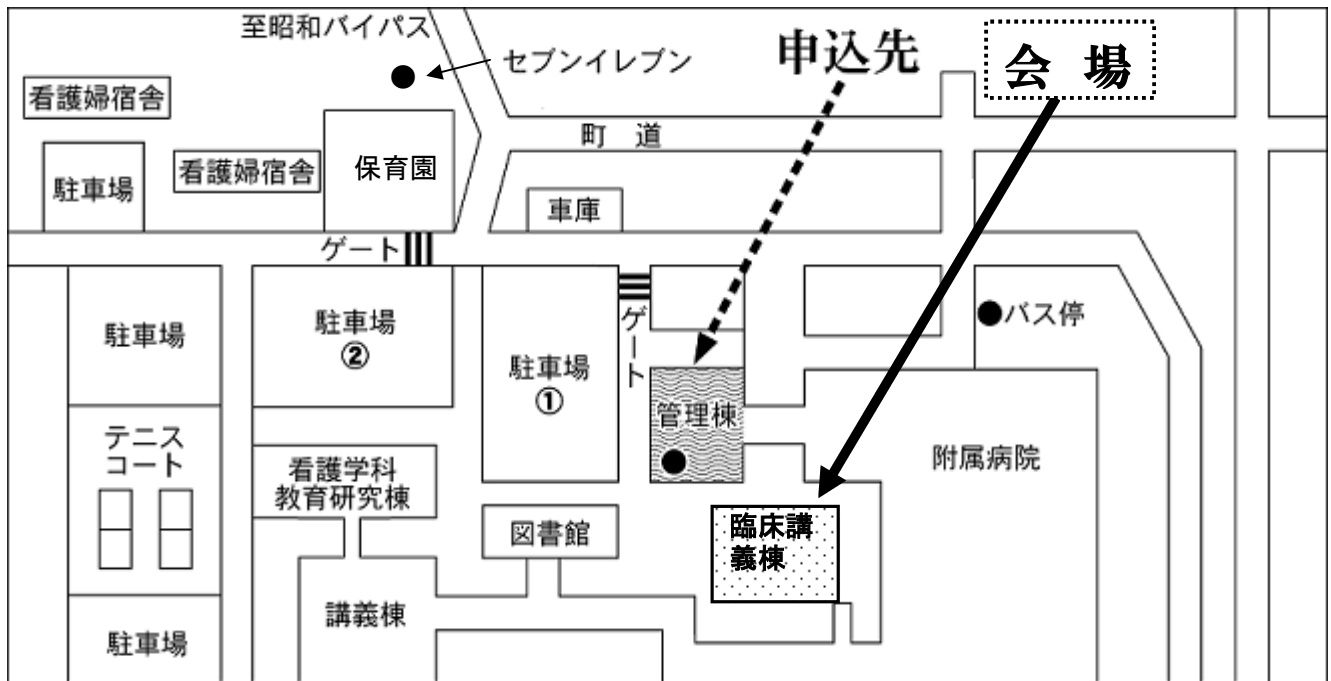 至昭和バイパス
セブンイレブン
申込先
会 場
看護婦宿舎
町 道
看護婦宿舎
保育園
駐車場
車庫
ゲート
駐車場
駐車場
②
駐車場
①
ゲート
バス停
管理棟
テニス
コート
看護学科
教育研究棟
附属病院
図書館
臨床講
義棟
講義棟
駐車場